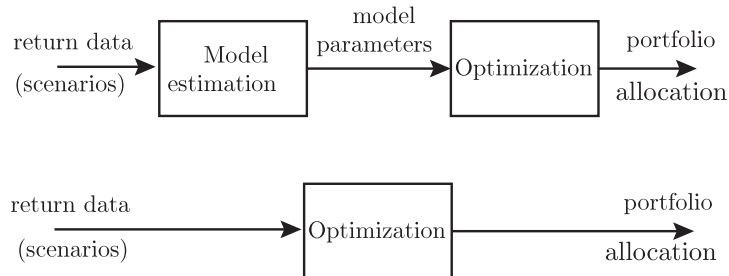 return data
(scenarios)
Model
estimation
model
parameters
Optimization
portfolio
allocation
return data
(scenarios)
Optimization
portfolio
allocation